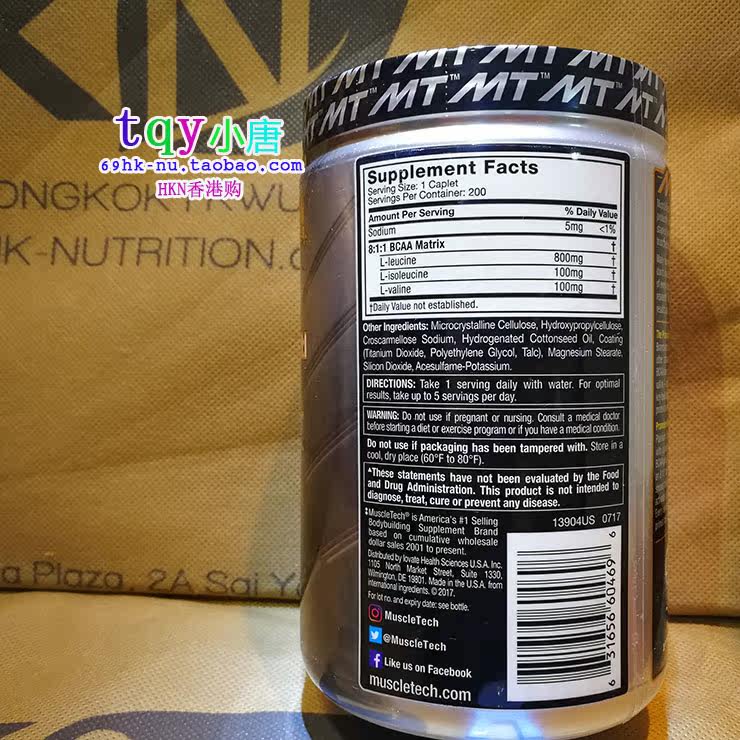 MT™ MT™ MT™ MT
tqy小唐
69hk-nu.taobao.com
HKN香港购
KN
ONGKOK
WU
K-NUTRITION.
a Plaza, 2A Sai Y
Supplement Facts
Serving Size: 1 Caplet
Servings Per Container: 200
Amount Per Serving % Daily Value
Sodium 5mg <1%
8:1:1 BCAA Matrix †
L-leucine 800mg †
L-isoleucine 100mg †
L-valine 100mg †
†Daily Value not established.
Other Ingredients: Microcrystalline Cellulose, Hydroxypropylcellulose,
Croscarmellose Sodium, Hydrogenated Cottonseed Oil, Coating
(Titanium Dioxide, Polyethylene Glycol, Talc), Magnesium Stearate,
Silicon Dioxide, Acesulfame-Potassium.
DIRECTIONS: Take 1 serving daily with water. For optimal
results, take up to 5 servings per day.
WARNING: Do not use if pregnant or nursing. Consult a medical doctor
before starting a diet or exercise program or if you have a medical condition.
Do not use if packaging has been tampered with. Store in a
cool, dry place (60°F to 80°F).
^These statements have not been evaluated by the Food
and Drug Administration. This product is not intended to
diagnose, treat, cure or prevent any disease.
‡MuscleTech® is America's #1 Selling
Bodybuilding Supplement Brand
based on cumulative wholesale
dollar sales 2001 to present.
Distributed by Iovate Health Sciences U.S.A. Inc.
1105 North Market Street, Suite 1330,
Wilmington, DE 19801. Made in the U.S.A. from
international ingredients. © 2017.
For lot no. and expiry date: see bottle.
MuscleTech
@MuscleTech
Like us on Facebook
muscletech.com
13904US 0717
6 31656 60469 6